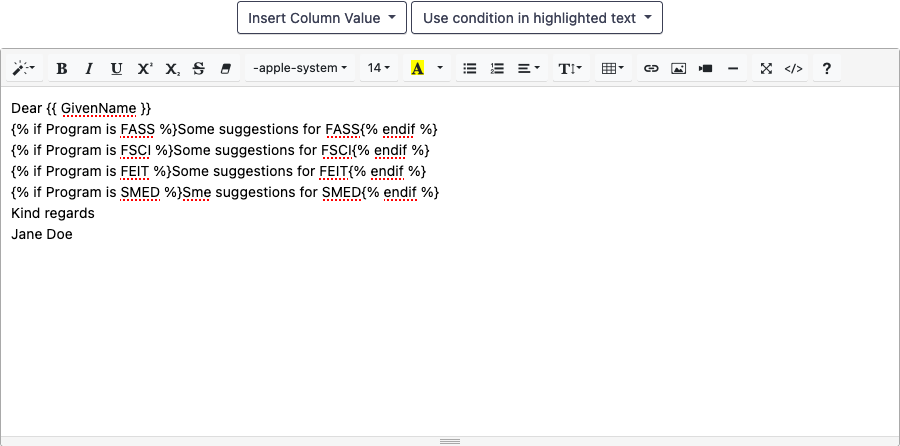 Insert Column Value Use condition in highlighted text
B I U X² X₂ S -apple-system 14 A T </> ?
Dear {{ GivenName }}
{% if Program is FASS %}Some suggestions for FASS{% endif %}
{% if Program is FSCI %}Some suggestions for FSCI{% endif %}
{% if Program is FEIT %}Some suggestions for FEIT{% endif %}
{% if Program is SMED %}Sme suggestions for SMED{% endif %}
Kind regards
Jane Doe